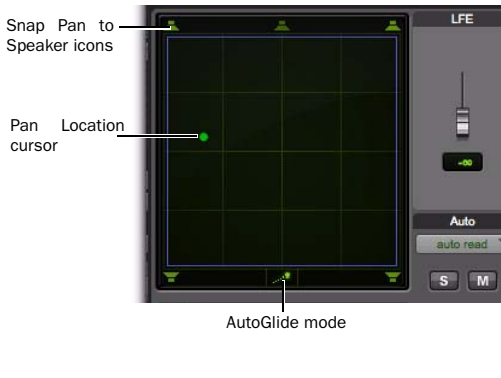 Snap Pan to
Speaker icons
LFE
Pan Location
cursor
-∞
Auto
auto read
S M
AutoGlide mode